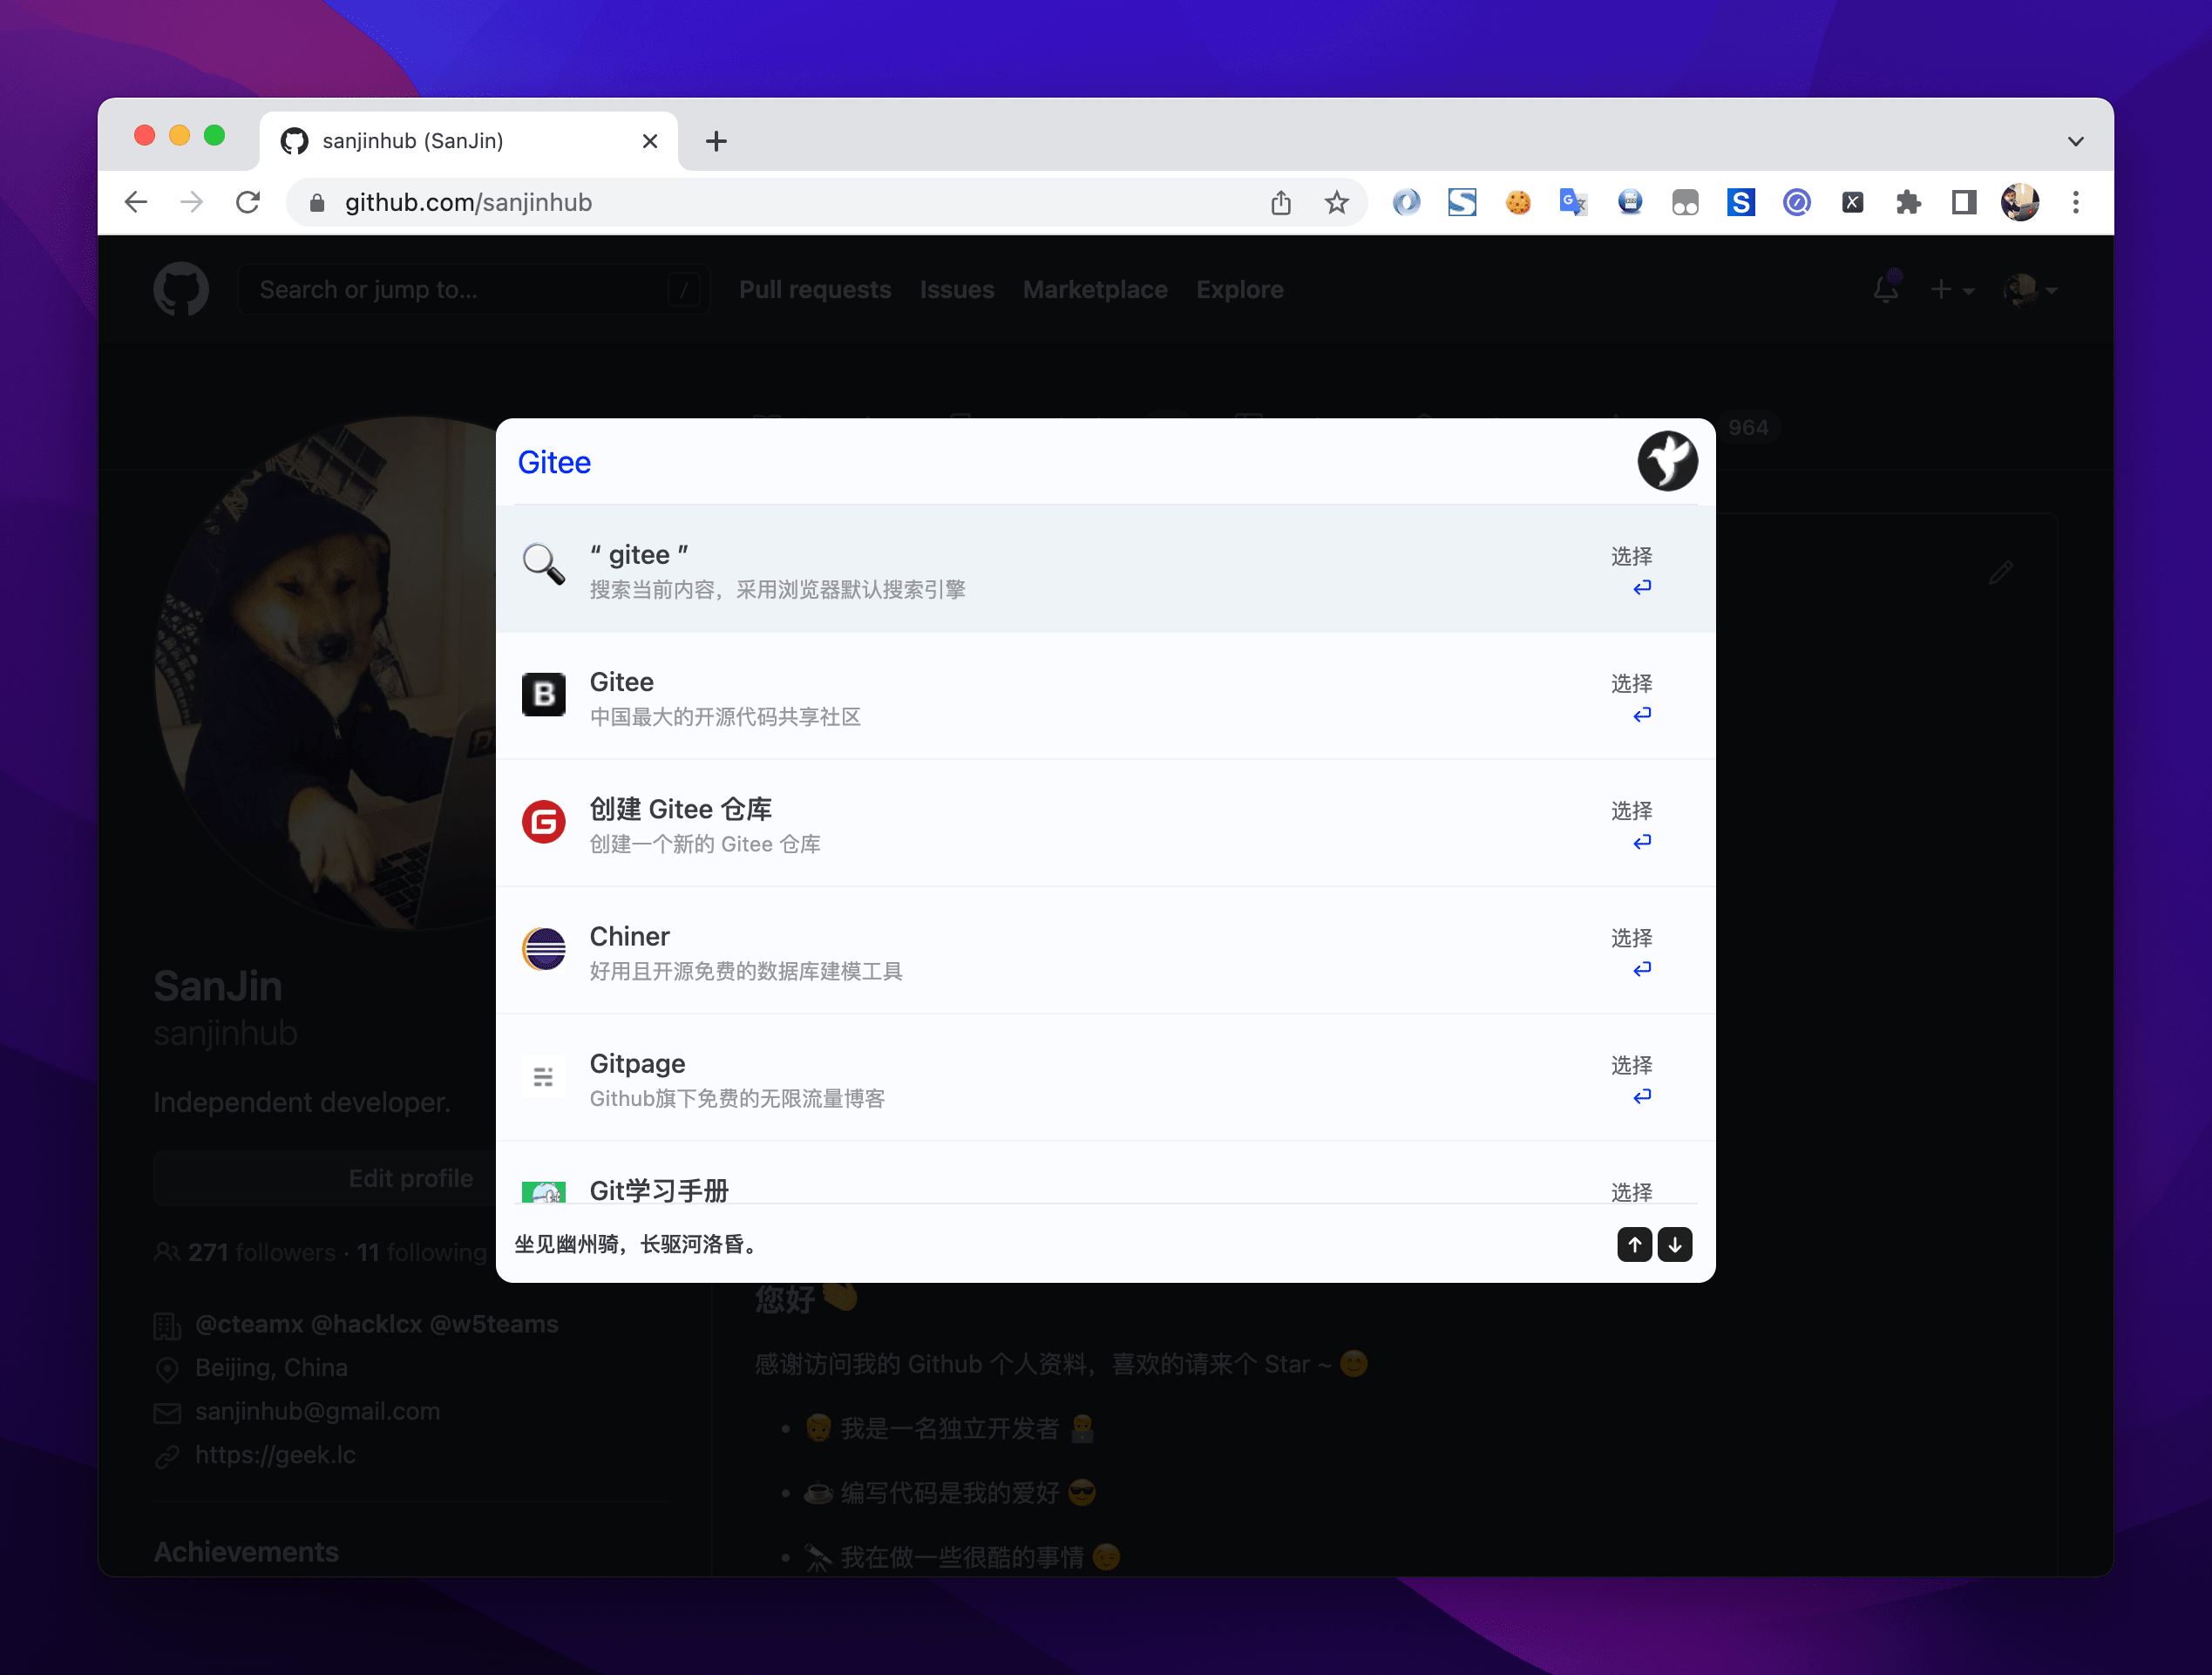 sanjinhub (SanJin)
github.com/sanjinhub
Search or jump to...
/
Pull requests
Issues
Marketplace
Explore
964
Gitee
“ gitee ”
搜索当前内容，采用浏览器默认搜索引擎
选择
Gitee
中国最大的开源代码共享社区
选择
创建 Gitee 仓库
创建一个新的 Gitee 仓库
选择
Chiner
好用且开源免费的数据库建模工具
选择
Gitpage
Github旗下免费的无限流量博客
选择
Git学习手册
选择
坐见幽州骑，长驱河洛昏。
SanJin
sanjinhub
Independent developer.
Edit profile
271 followers · 11 following
@cteamx @hacklcx @w5teams
Beijing, China
sanjinhub@gmail.com
https://geek.lc
Achievements
您好👋
感谢访问我的 Github 个人资料，喜欢的请来个 Star ~ 😊
我是一名独立开发者
编写代码是我的爱好 😎
我在做一些很酷的事情 😉